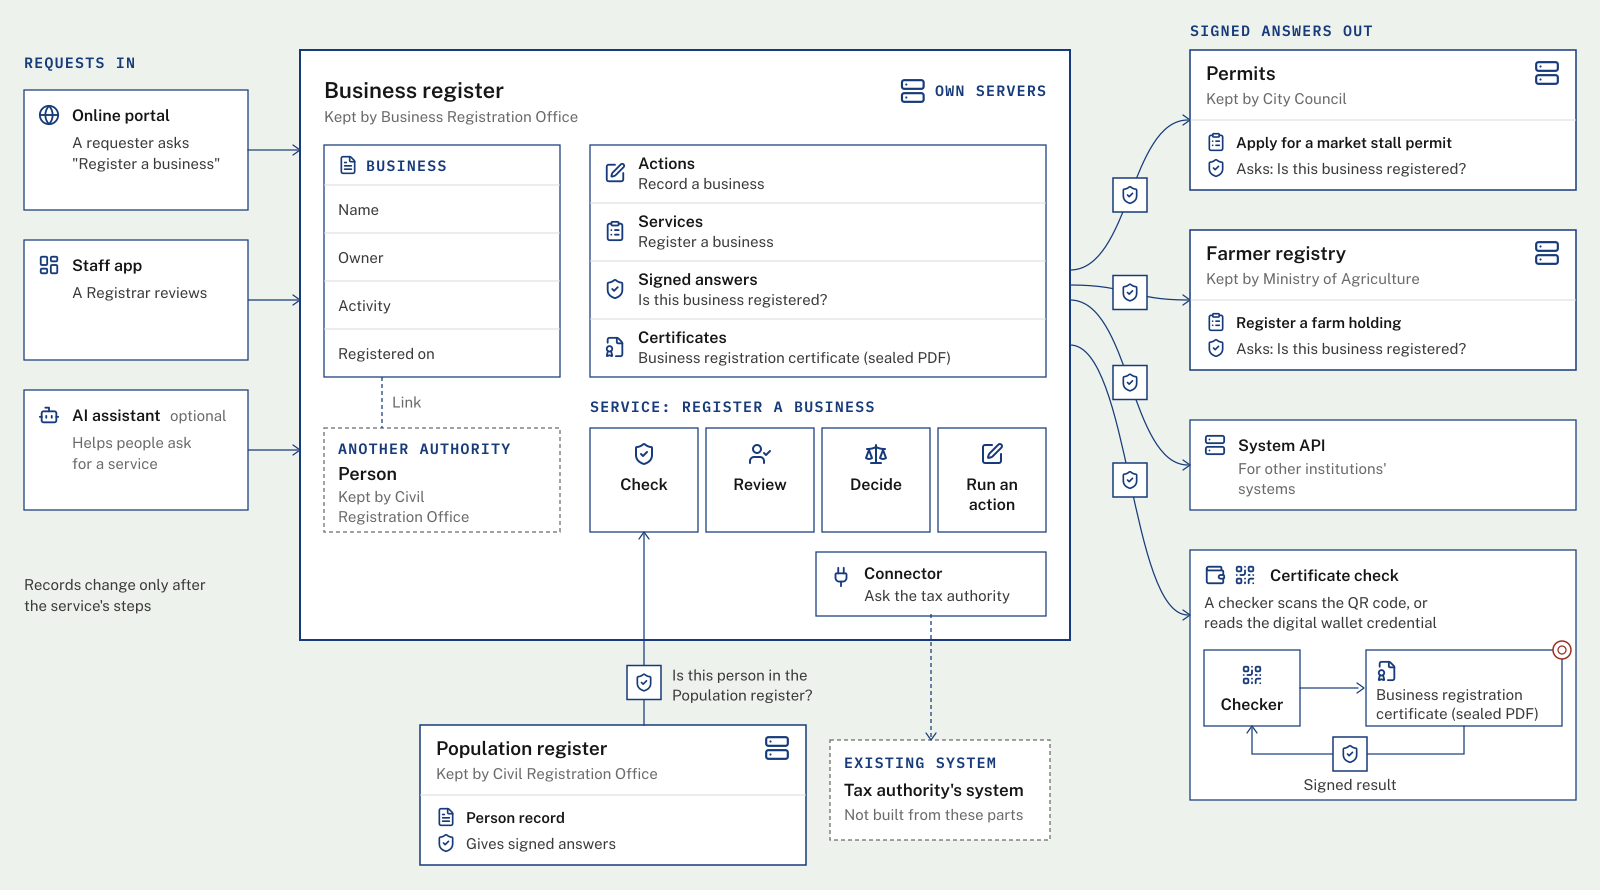 REQUESTS IN
Online portal
A requester asks
"Register a business"
Staff app
A Registrar reviews
AI assistant optional
Helps people ask
for a service
Records change only after
the service's steps
Business register
Kept by Business Registration Office
OWN SERVERS
BUSINESS
Name
Owner
Activity
Registered on
Link
ANOTHER AUTHORITY
Person
Kept by Civil
Registration Office
Actions
Record a business
Services
Register a business
Signed answers
Is this business registered?
Certificates
Business registration certificate (sealed PDF)
SERVICE: REGISTER A BUSINESS
Check
Review
Decide
Run an
action
Connector
Ask the tax authority
Is this person in the
Population register?
Population register
Kept by Civil Registration Office
Person record
Gives signed answers
EXISTING SYSTEM
Tax authority's system
Not built from these parts
SIGNED ANSWERS OUT
Permits
Kept by City Council
Apply for a market stall permit
Asks: Is this business registered?
Farmer registry
Kept by Ministry of Agriculture
Register a farm holding
Asks: Is this business registered?
System API
For other institutions'
systems
Certificate check
A checker scans the QR code, or
reads the digital wallet credential
Checker
Business registration
certificate (sealed PDF)
Signed result